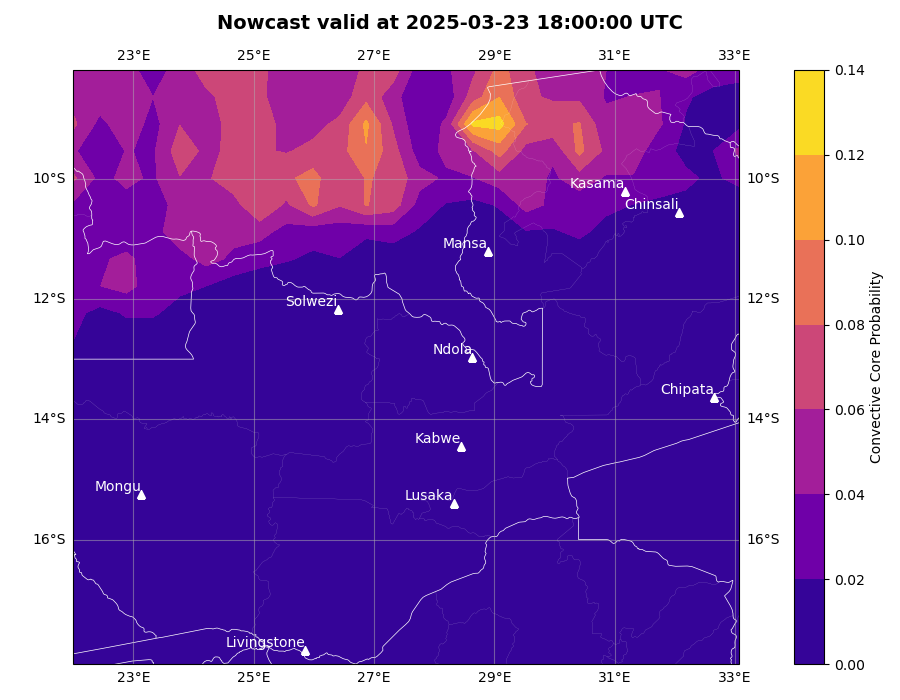 Nowcast valid at 2025-03-23 18:00:00 UTC
23°E 25°E 27°E 29°E 31°E 33°E
0.14
0.12
10°S Kasama 10°S
Chinsali
0.10
Mansa
12°S Solwezi 12°S
0.08
Ndola
Chipata
0.06
14°S 14°S
Kabwe
Mongu Lusaka
0.04
16°S 16°S
0.02
Livingstone
0.00
23°E 25°E 27°E 29°E 31°E 33°E
Convective Core Probability